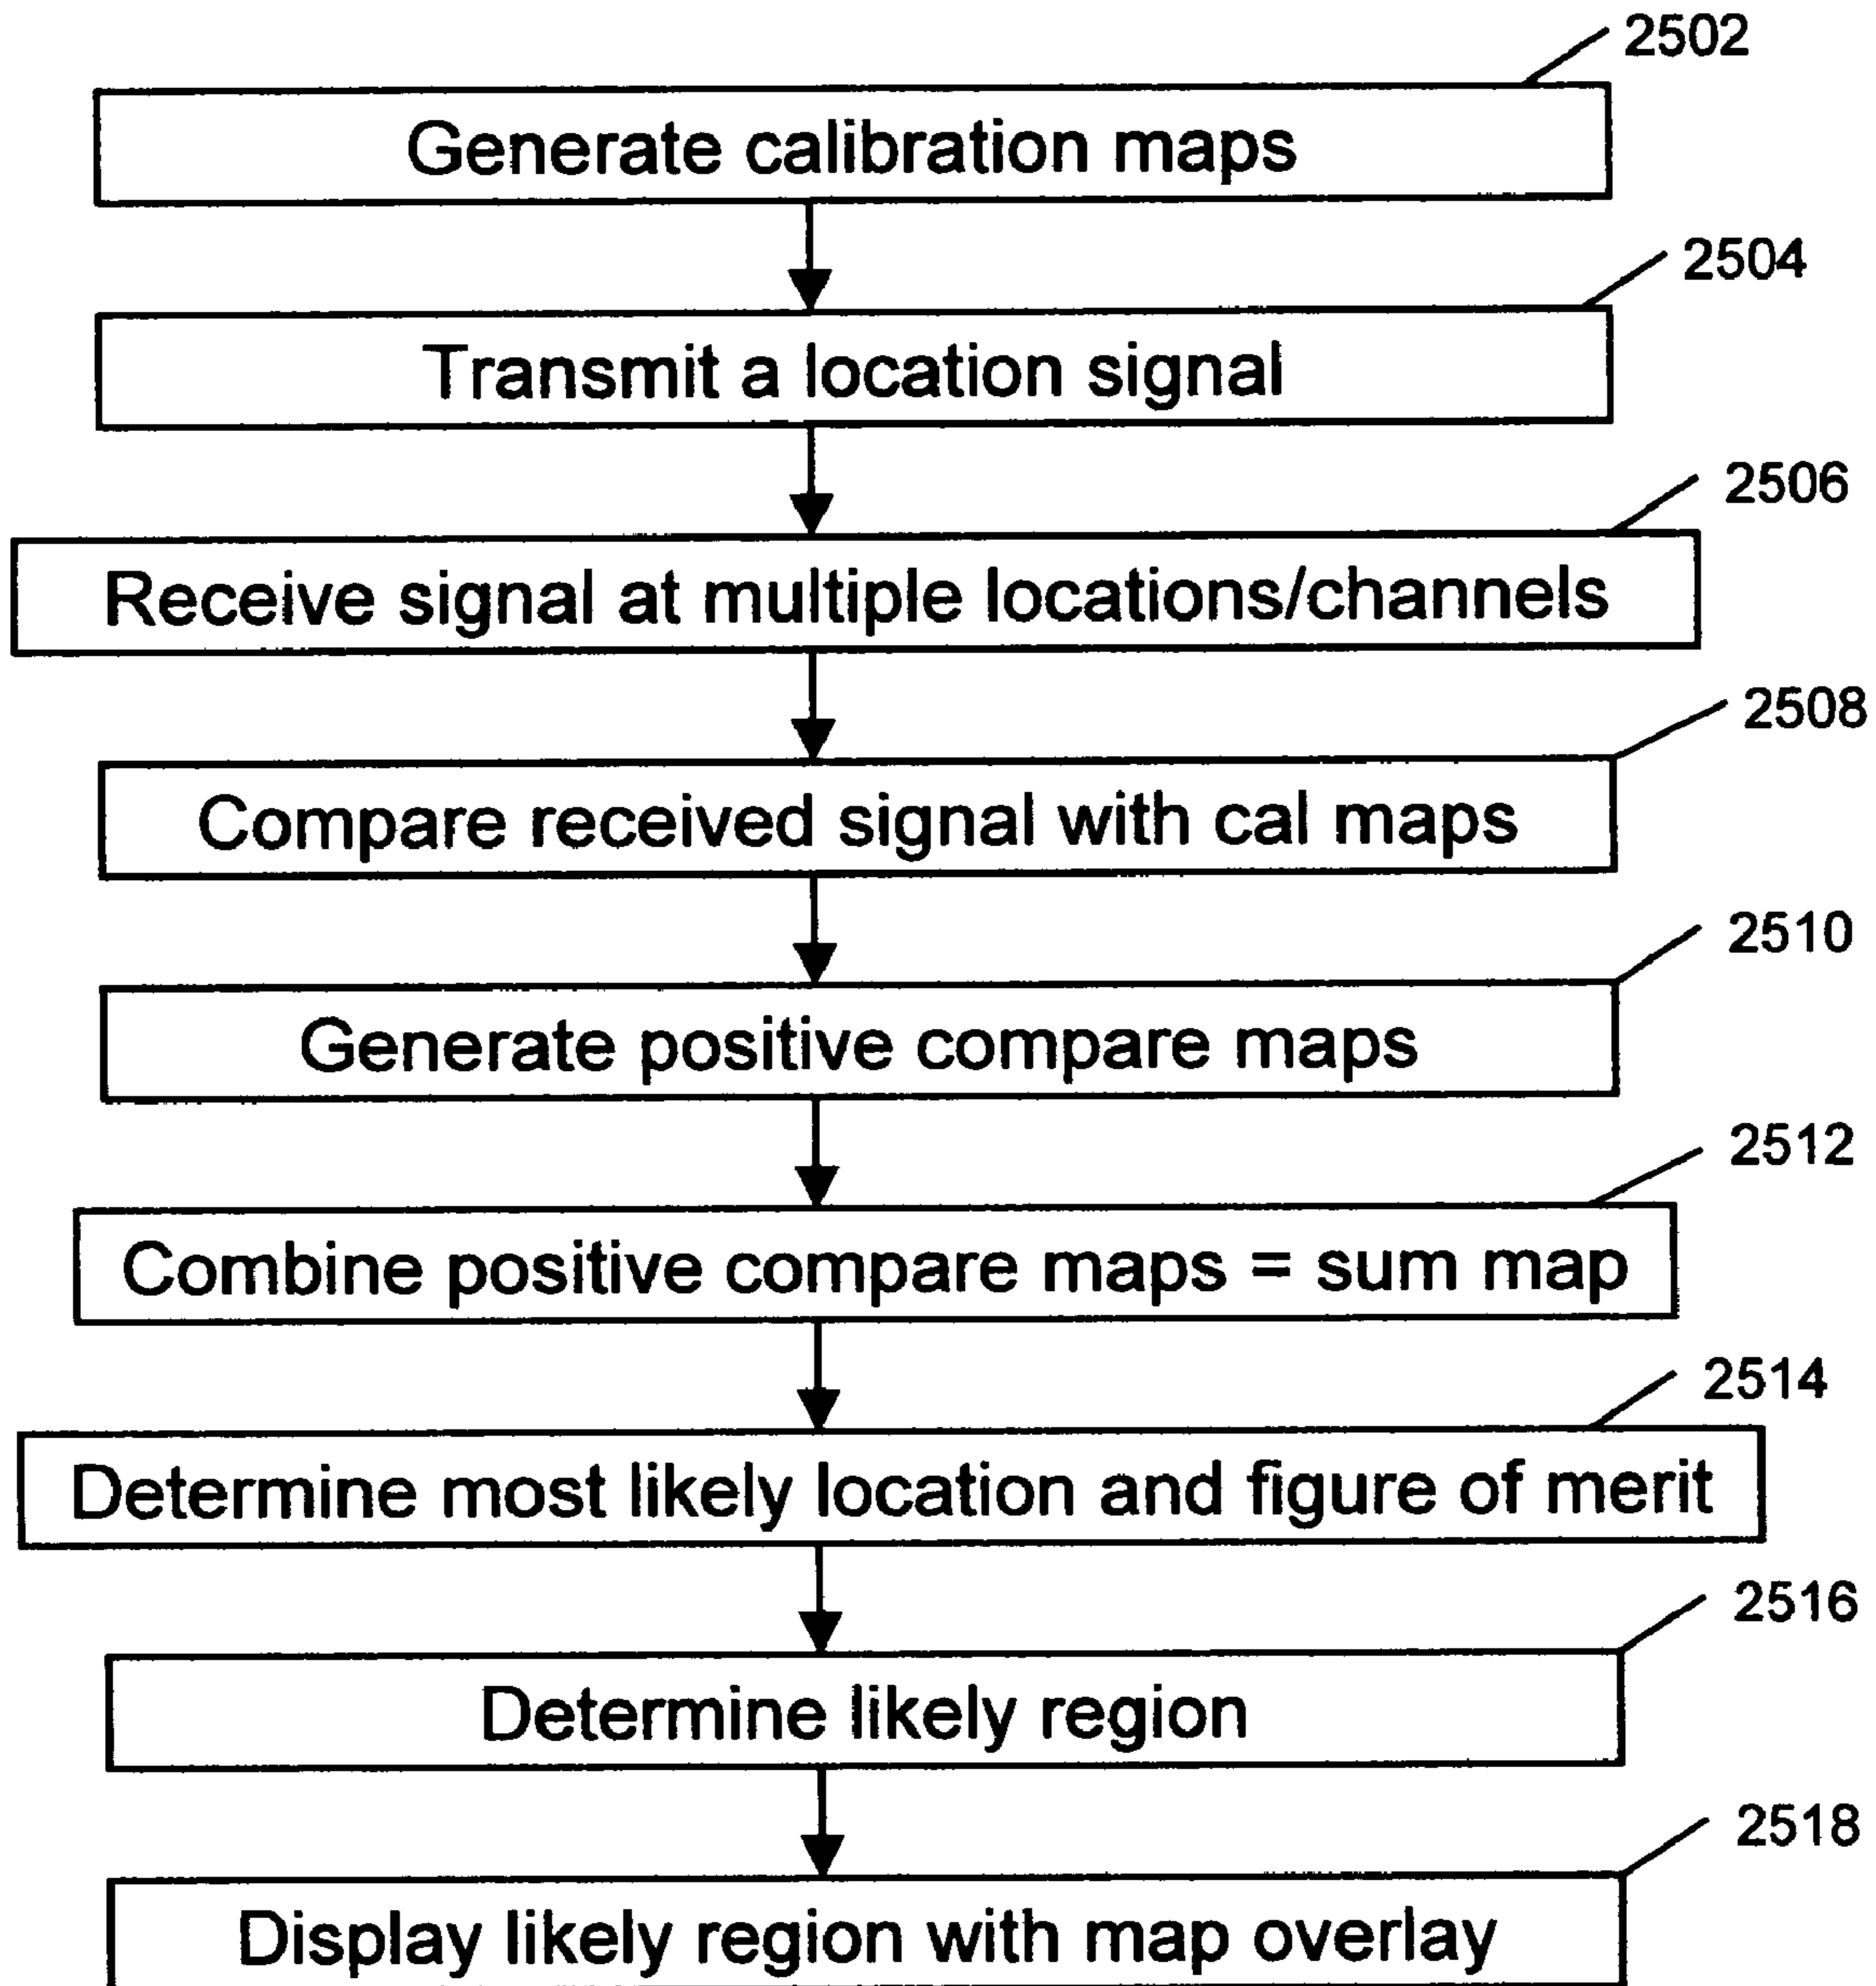 2502
Generate calibration maps
2504
Transmit a location signal
2506
Receive signal at multiple locations/channels
2508
Compare received signal with cal maps
2510
Generate positive compare maps
2512
Combine positive compare maps = sum map
2514
Determine most likely location and figure of merit
2516
Determine likely region
2518
Display likely region with map overlay